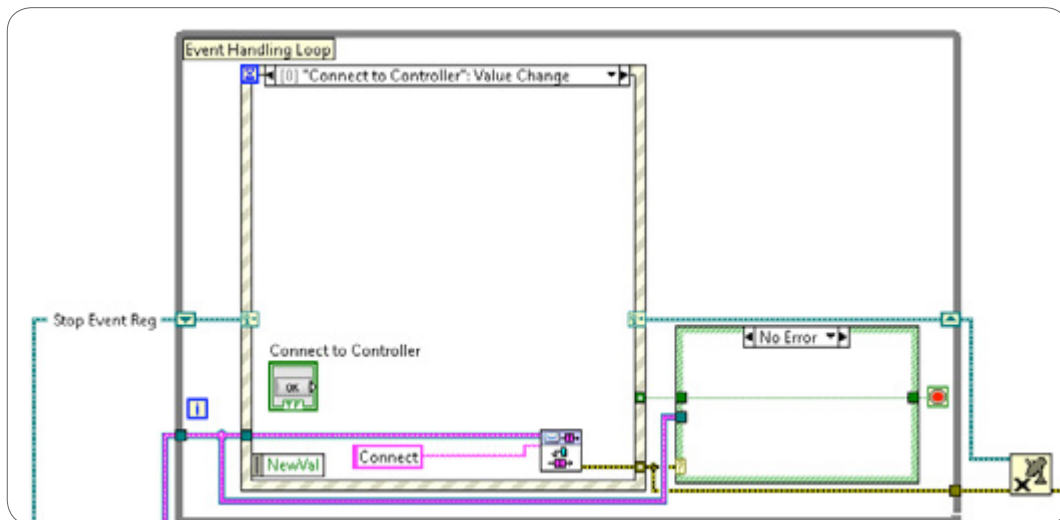 Event Handling Loop
[0] "Connect to Controller": Value Change
Stop Event Reg
No Error
Connect to Controller
OK
TF
i
Connect
NewVal
?